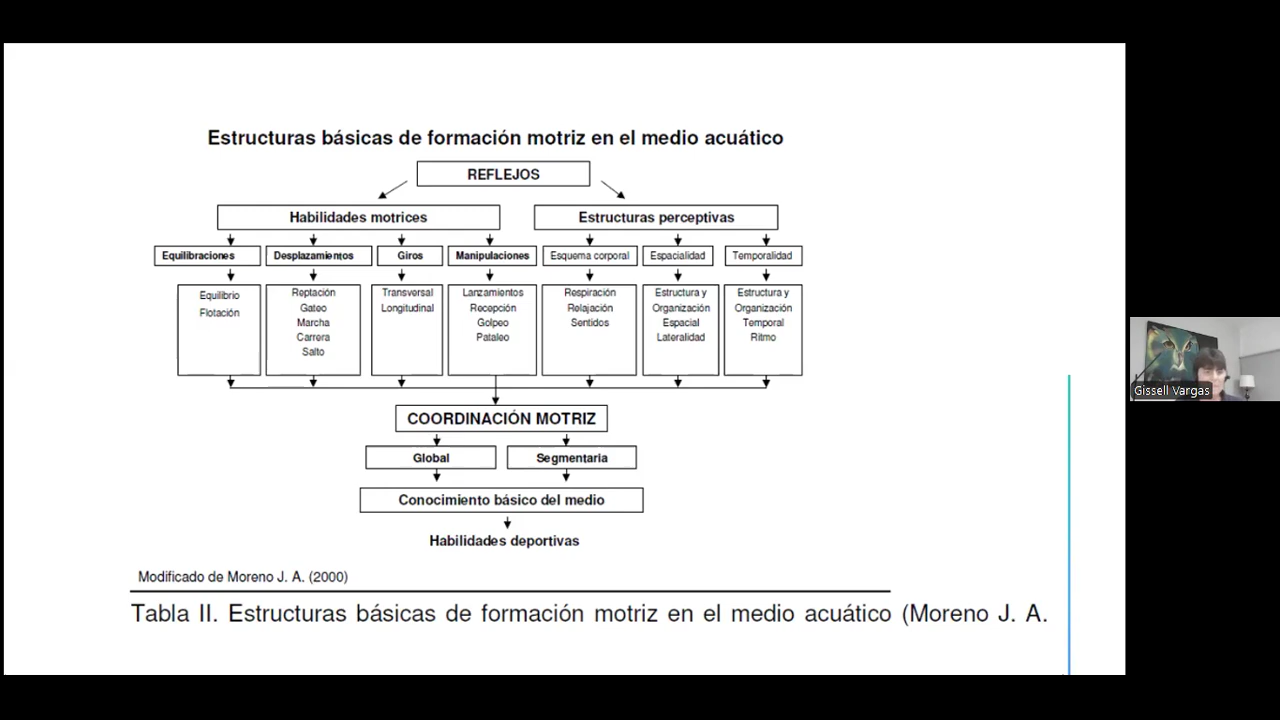 Estructuras básicas de formación motriz en el medio acuático
REFLEJOS
Habilidades motrices
Estructuras perceptivas
Equilibraciones
Desplazamientos
Giros
Manipulaciones
Esquema corporal
Espacialidad
Temporalidad
Equilibrio
Flotación
Reptación
Gateo
Marcha
Carrera
Salto
Transversal
Longitudinal
Lanzamientos
Recepción
Golpeo
Pataleo
Respiración
Relajación
Sentidos
Estructura y
Organización
Espacial
Lateralidad
Estructura y
Organización
Temporal
Ritmo
COORDINACIÓN MOTRIZ
Global
Segmentaria
Conocimiento básico del medio
Habilidades deportivas
Modificado de Moreno J. A. (2000)
Tabla II. Estructuras básicas de formación motriz en el medio acuático (Moreno J. A.
Gissell Vargas